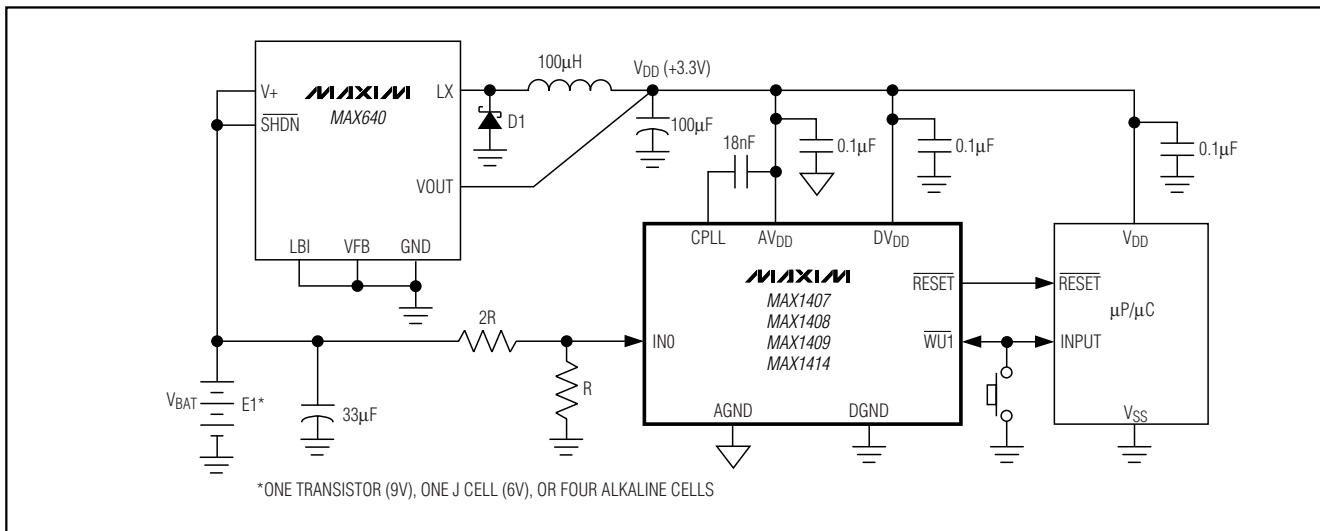 100µH
VDD (+3.3V)
V+
MAXIM
LX
MAX640
SHDN
D1
100µF
18nF
0.1µF
0.1µF
0.1µF
VOUT
CPLL
AVDD
DVDD
VDD
LBI
VFB
GND
MAXIM
RESET
RESET
MAX1407
MAX1408
µP/µC
2R
MAX1409
IN0
WU1
INPUT
MAX1414
R
VBAT
E1*
33µF
AGND
DGND
VSS
*ONE TRANSISTOR (9V), ONE J CELL (6V), OR FOUR ALKALINE CELLS